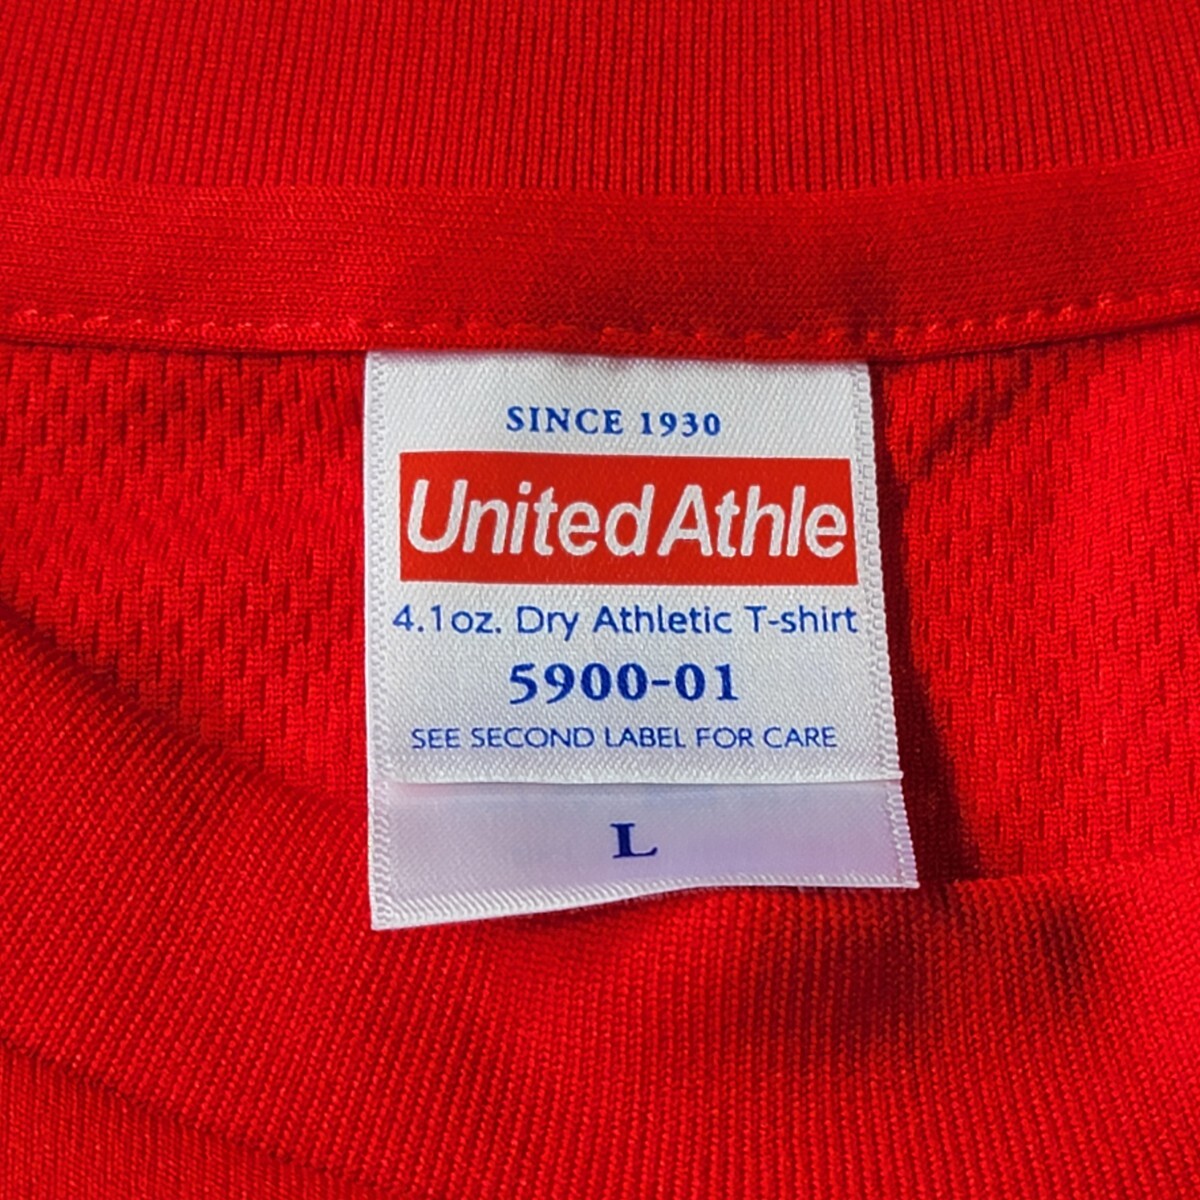 SINCE 1930
United Athle
4.1oz. Dry Athletic T-shirt
5900-01
SEE SECOND LABEL FOR CARE
L